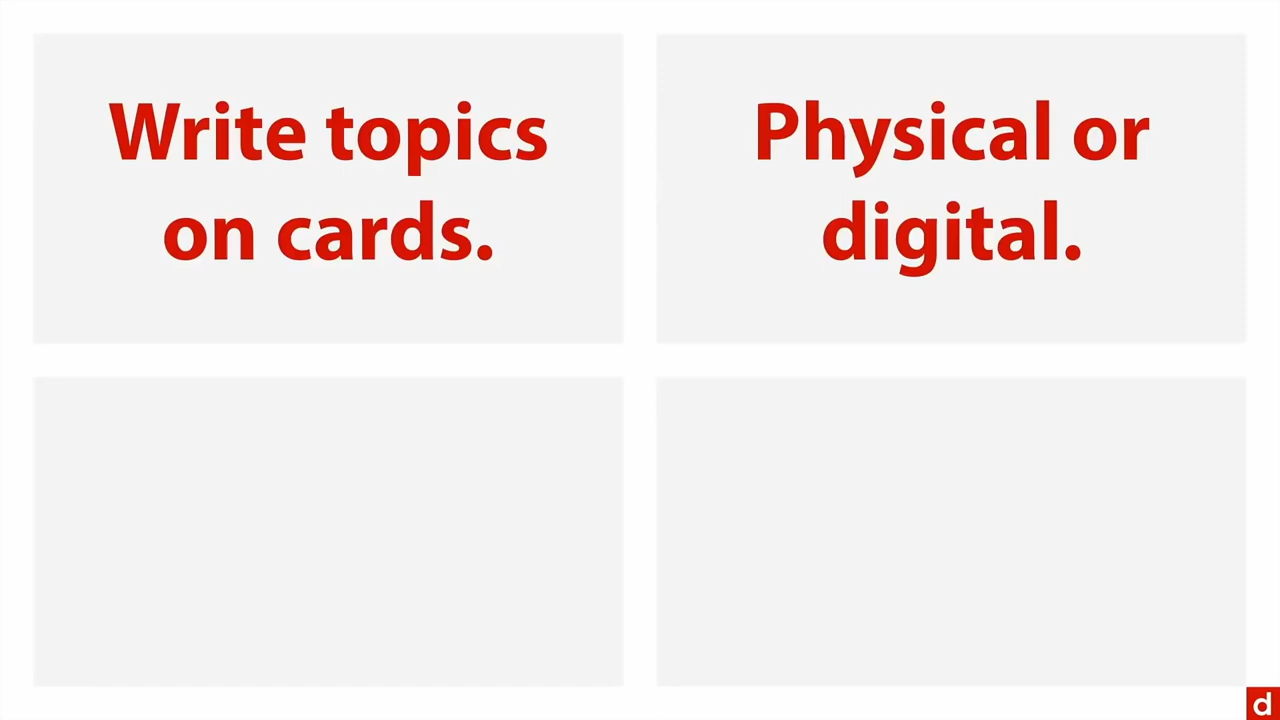 Write topics
on cards.
Physical or
digital.
d